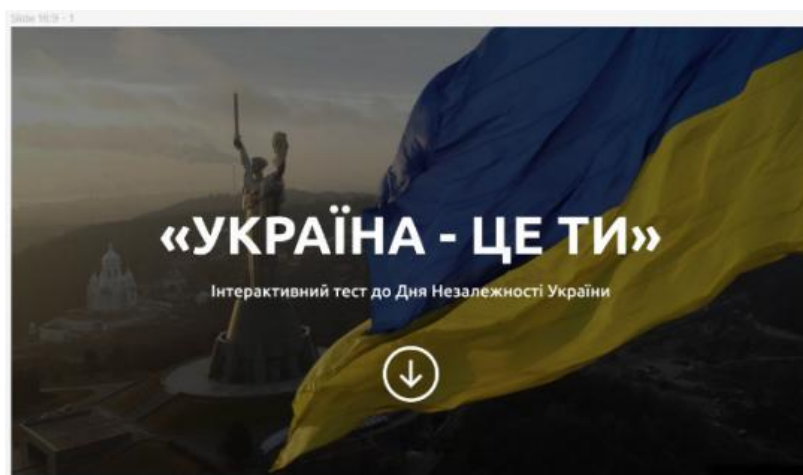 Slide 16:9 - 1
«УКРАЇНА - ЦЕ ТИ»
Інтерактивний тест до Дня Незалежності України